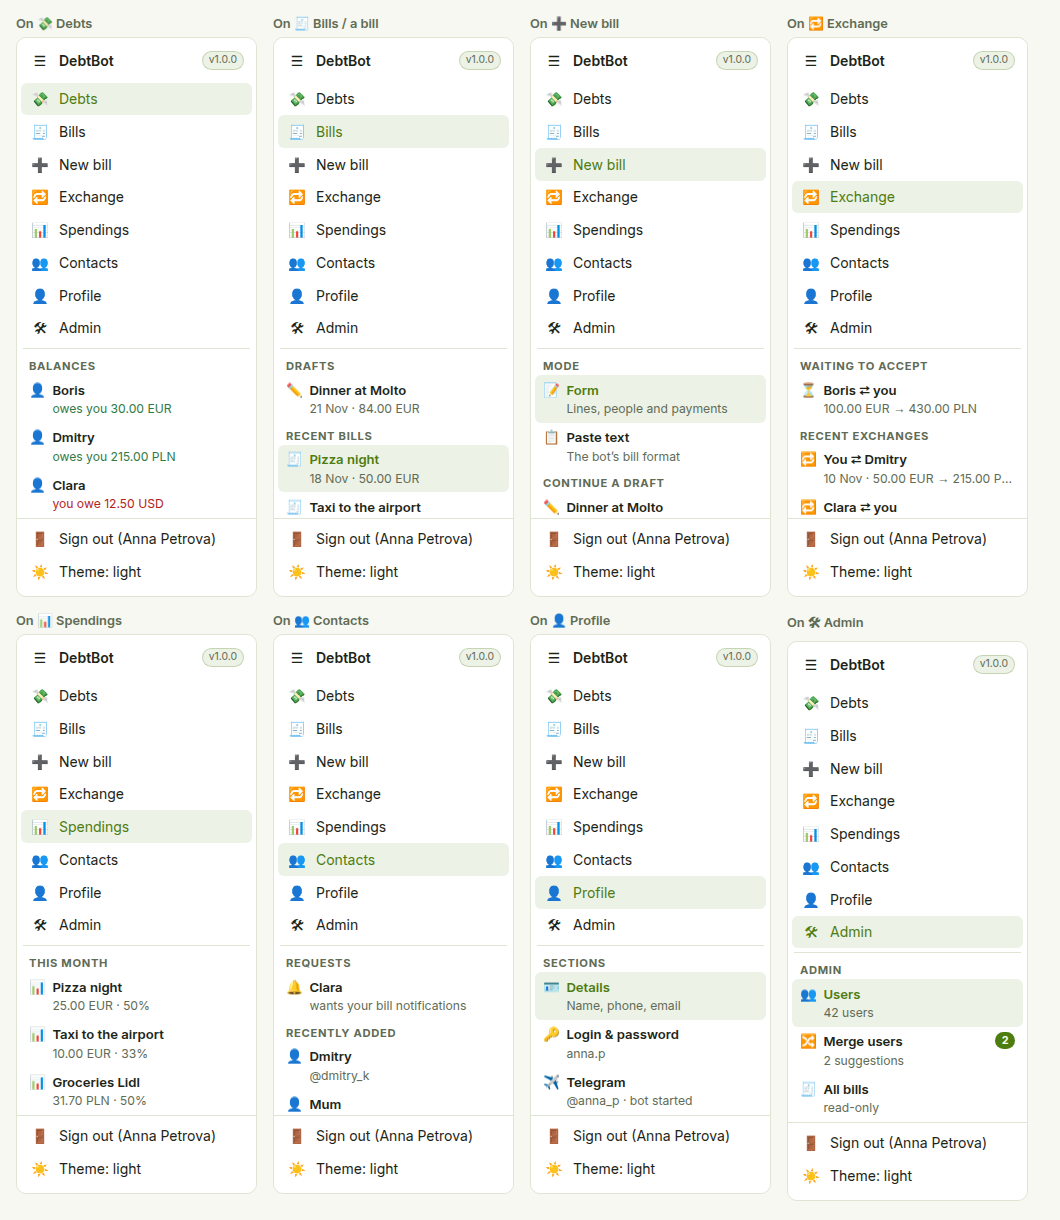 On 💸 Debts
☰ DebtBot v1.0.0
💸 Debts
🧾 Bills
➕ New bill
🔁 Exchange
📊 Spendings
👥 Contacts
👤 Profile
🛠 Admin
BALANCES
👤 Boris
owes you 30.00 EUR
👤 Dmitry
owes you 215.00 PLN
👤 Clara
you owe 12.50 USD
🚪 Sign out (Anna Petrova)
☀️ Theme: light
On 🧾 Bills / a bill
☰ DebtBot v1.0.0
💸 Debts
🧾 Bills
➕ New bill
🔁 Exchange
📊 Spendings
👥 Contacts
👤 Profile
🛠 Admin
DRAFTS
✏️ Dinner at Molto
21 Nov · 84.00 EUR
RECENT BILLS
🧾 Pizza night
18 Nov · 50.00 EUR
🧾 Taxi to the airport
🚪 Sign out (Anna Petrova)
☀️ Theme: light
On ➕ New bill
☰ DebtBot v1.0.0
💸 Debts
🧾 Bills
➕ New bill
🔁 Exchange
📊 Spendings
👥 Contacts
👤 Profile
🛠 Admin
MODE
📝 Form
Lines, people and payments
📋 Paste text
The bot's bill format
CONTINUE A DRAFT
✏️ Dinner at Molto
🚪 Sign out (Anna Petrova)
☀️ Theme: light
On 🔁 Exchange
☰ DebtBot v1.0.0
💸 Debts
🧾 Bills
➕ New bill
🔁 Exchange
📊 Spendings
👥 Contacts
👤 Profile
🛠 Admin
WAITING TO ACCEPT
⏳ Boris ⇄ you
100.00 EUR → 430.00 PLN
RECENT EXCHANGES
🔁 You ⇄ Dmitry
10 Nov · 50.00 EUR → 215.00 P...
🔁 Clara ⇄ you
🚪 Sign out (Anna Petrova)
☀️ Theme: light
On 📊 Spendings
☰ DebtBot v1.0.0
💸 Debts
🧾 Bills
➕ New bill
🔁 Exchange
📊 Spendings
👥 Contacts
👤 Profile
🛠 Admin
THIS MONTH
📊 Pizza night
25.00 EUR · 50%
📊 Taxi to the airport
10.00 EUR · 33%
📊 Groceries Lidl
31.70 PLN · 50%
🚪 Sign out (Anna Petrova)
☀️ Theme: light
On 👥 Contacts
☰ DebtBot v1.0.0
💸 Debts
🧾 Bills
➕ New bill
🔁 Exchange
📊 Spendings
👥 Contacts
👤 Profile
🛠 Admin
REQUESTS
🔔 Clara
wants your bill notifications
RECENTLY ADDED
👤 Dmitry
@dmitry_k
👤 Mum
🚪 Sign out (Anna Petrova)
☀️ Theme: light
On 👤 Profile
☰ DebtBot v1.0.0
💸 Debts
🧾 Bills
➕ New bill
🔁 Exchange
📊 Spendings
👥 Contacts
👤 Profile
🛠 Admin
SECTIONS
🪪 Details
Name, phone, email
🔑 Login & password
anna.p
✈️ Telegram
@anna_p · bot started
🚪 Sign out (Anna Petrova)
☀️ Theme: light
On 🛠 Admin
☰ DebtBot v1.0.0
💸 Debts
🧾 Bills
➕ New bill
🔁 Exchange
📊 Spendings
👥 Contacts
👤 Profile
🛠 Admin
ADMIN
👥 Users
42 users
🔀 Merge users 2
2 suggestions
🧾 All bills
read-only
🚪 Sign out (Anna Petrova)
☀️ Theme: light